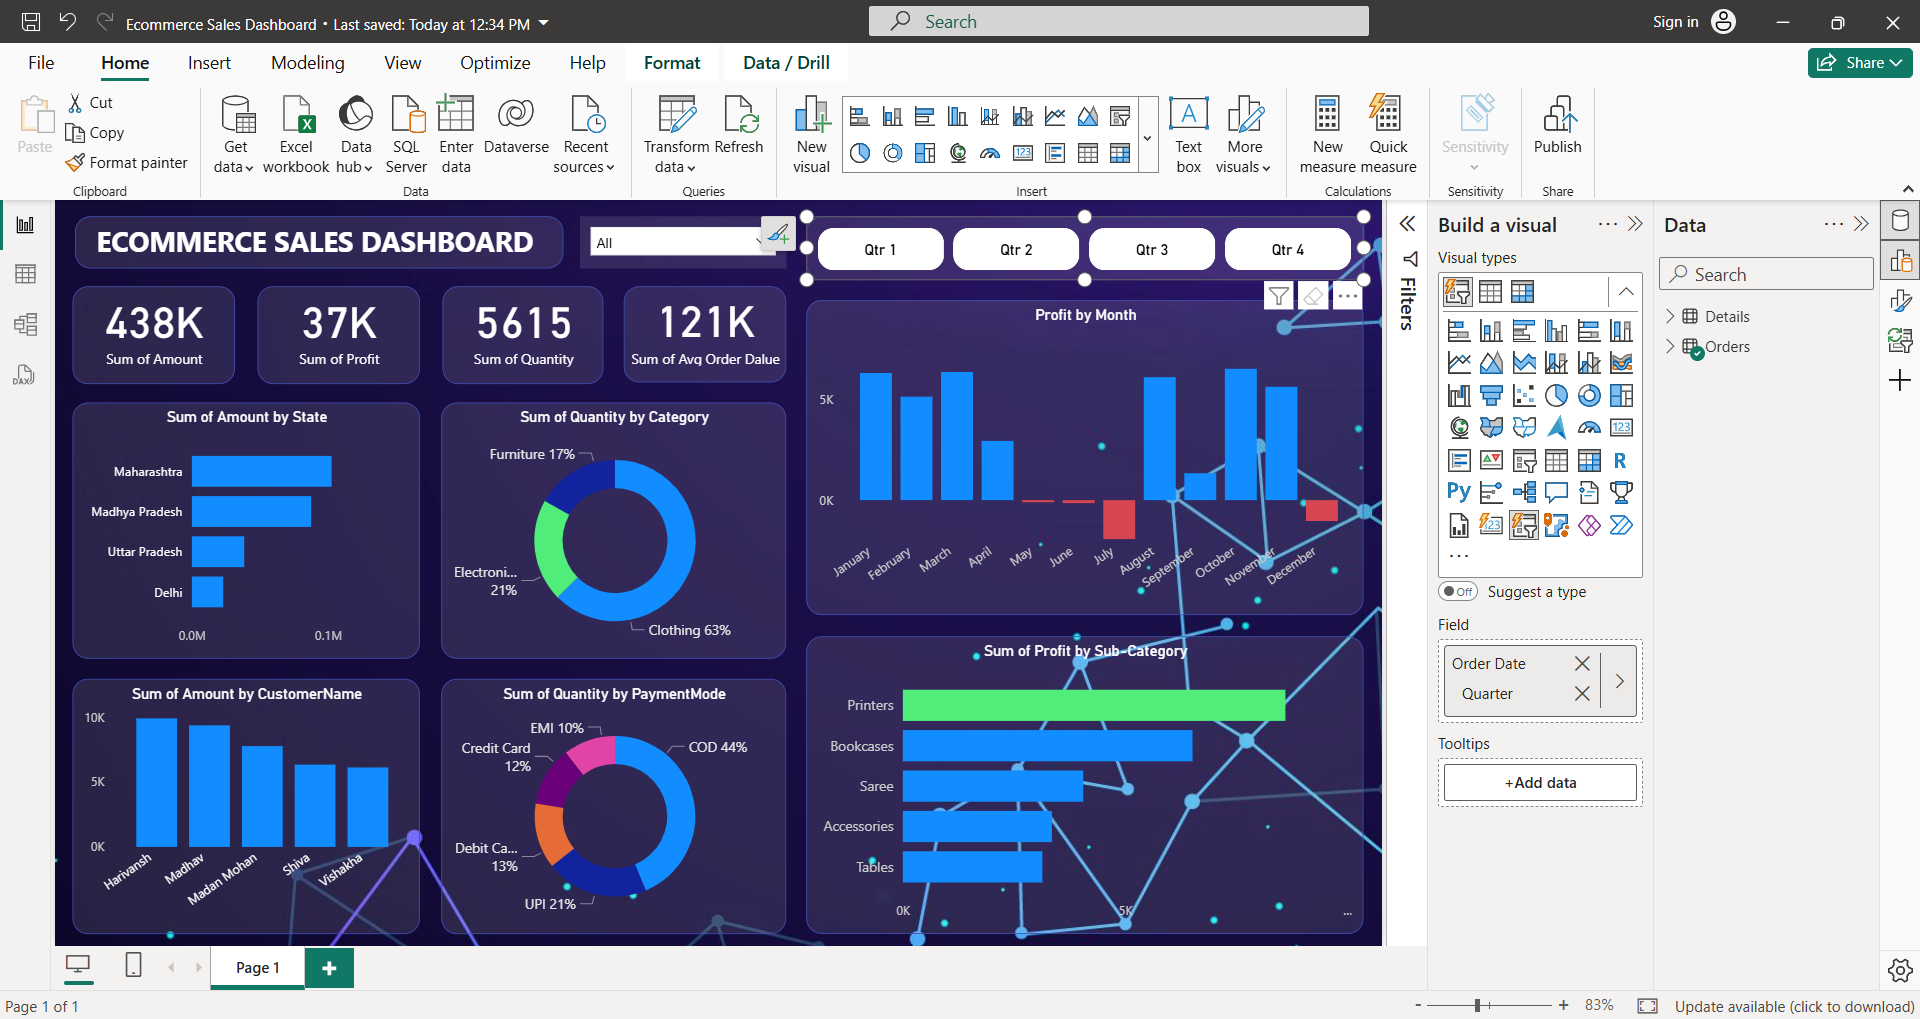 Ecommerce Sales Dashboard • Last saved: Today at 12:34 PM
Search
Sign in
File
Home
Insert
Modeling
View
Optimize
Help
Format
Data / Drill
Share
Paste
Cut
Copy
Format painter
Clipboard
Get data
Excel workbook
Data hub
SQL Server
Enter data
Dataverse
Recent sources
Data
Transform data
Refresh
Queries
New visual
Text box
More visuals
Insert
New measure
Quick measure
Calculations
Sensitivity
Sensitivity
Publish
Share
ECOMMERCE SALES DASHBOARD
All
Qtr 1
Qtr 2
Qtr 3
Qtr 4
438K
Sum of Amount
37K
Sum of Profit
5615
Sum of Quantity
121K
Sum of Avg Order Dalue
Sum of Amount by State
Maharashtra
Madhya Pradesh
Uttar Pradesh
Delhi
0.0M
0.1M
Sum of Quantity by Category
Furniture 17%
Electroni...
21%
Clothing 63%
Profit by Month
5K
0K
January
February
March
April
May
June
July
August
September
October
November
December
Sum of Amount by CustomerName
10K
5K
0K
Harivansh
Madhav
Madan Mohan
Shiva
Vishakha
Sum of Quantity by PaymentMode
EMI 10%
Credit Card
12%
COD 44%
Debit Ca...
13%
UPI 21%
Sum of Profit by Sub-Category
Printers
Bookcases
Saree
Accessories
Tables
0K
5K
...
Filters
Build a visual
Visual types
123
R
Py
123
Off
Suggest a type
Field
Order Date
Quarter
Tooltips
+Add data
Data
Search
Details
Orders
DAX
Page 1
Page 1 of 1
- + 83%
Update available (click to download)